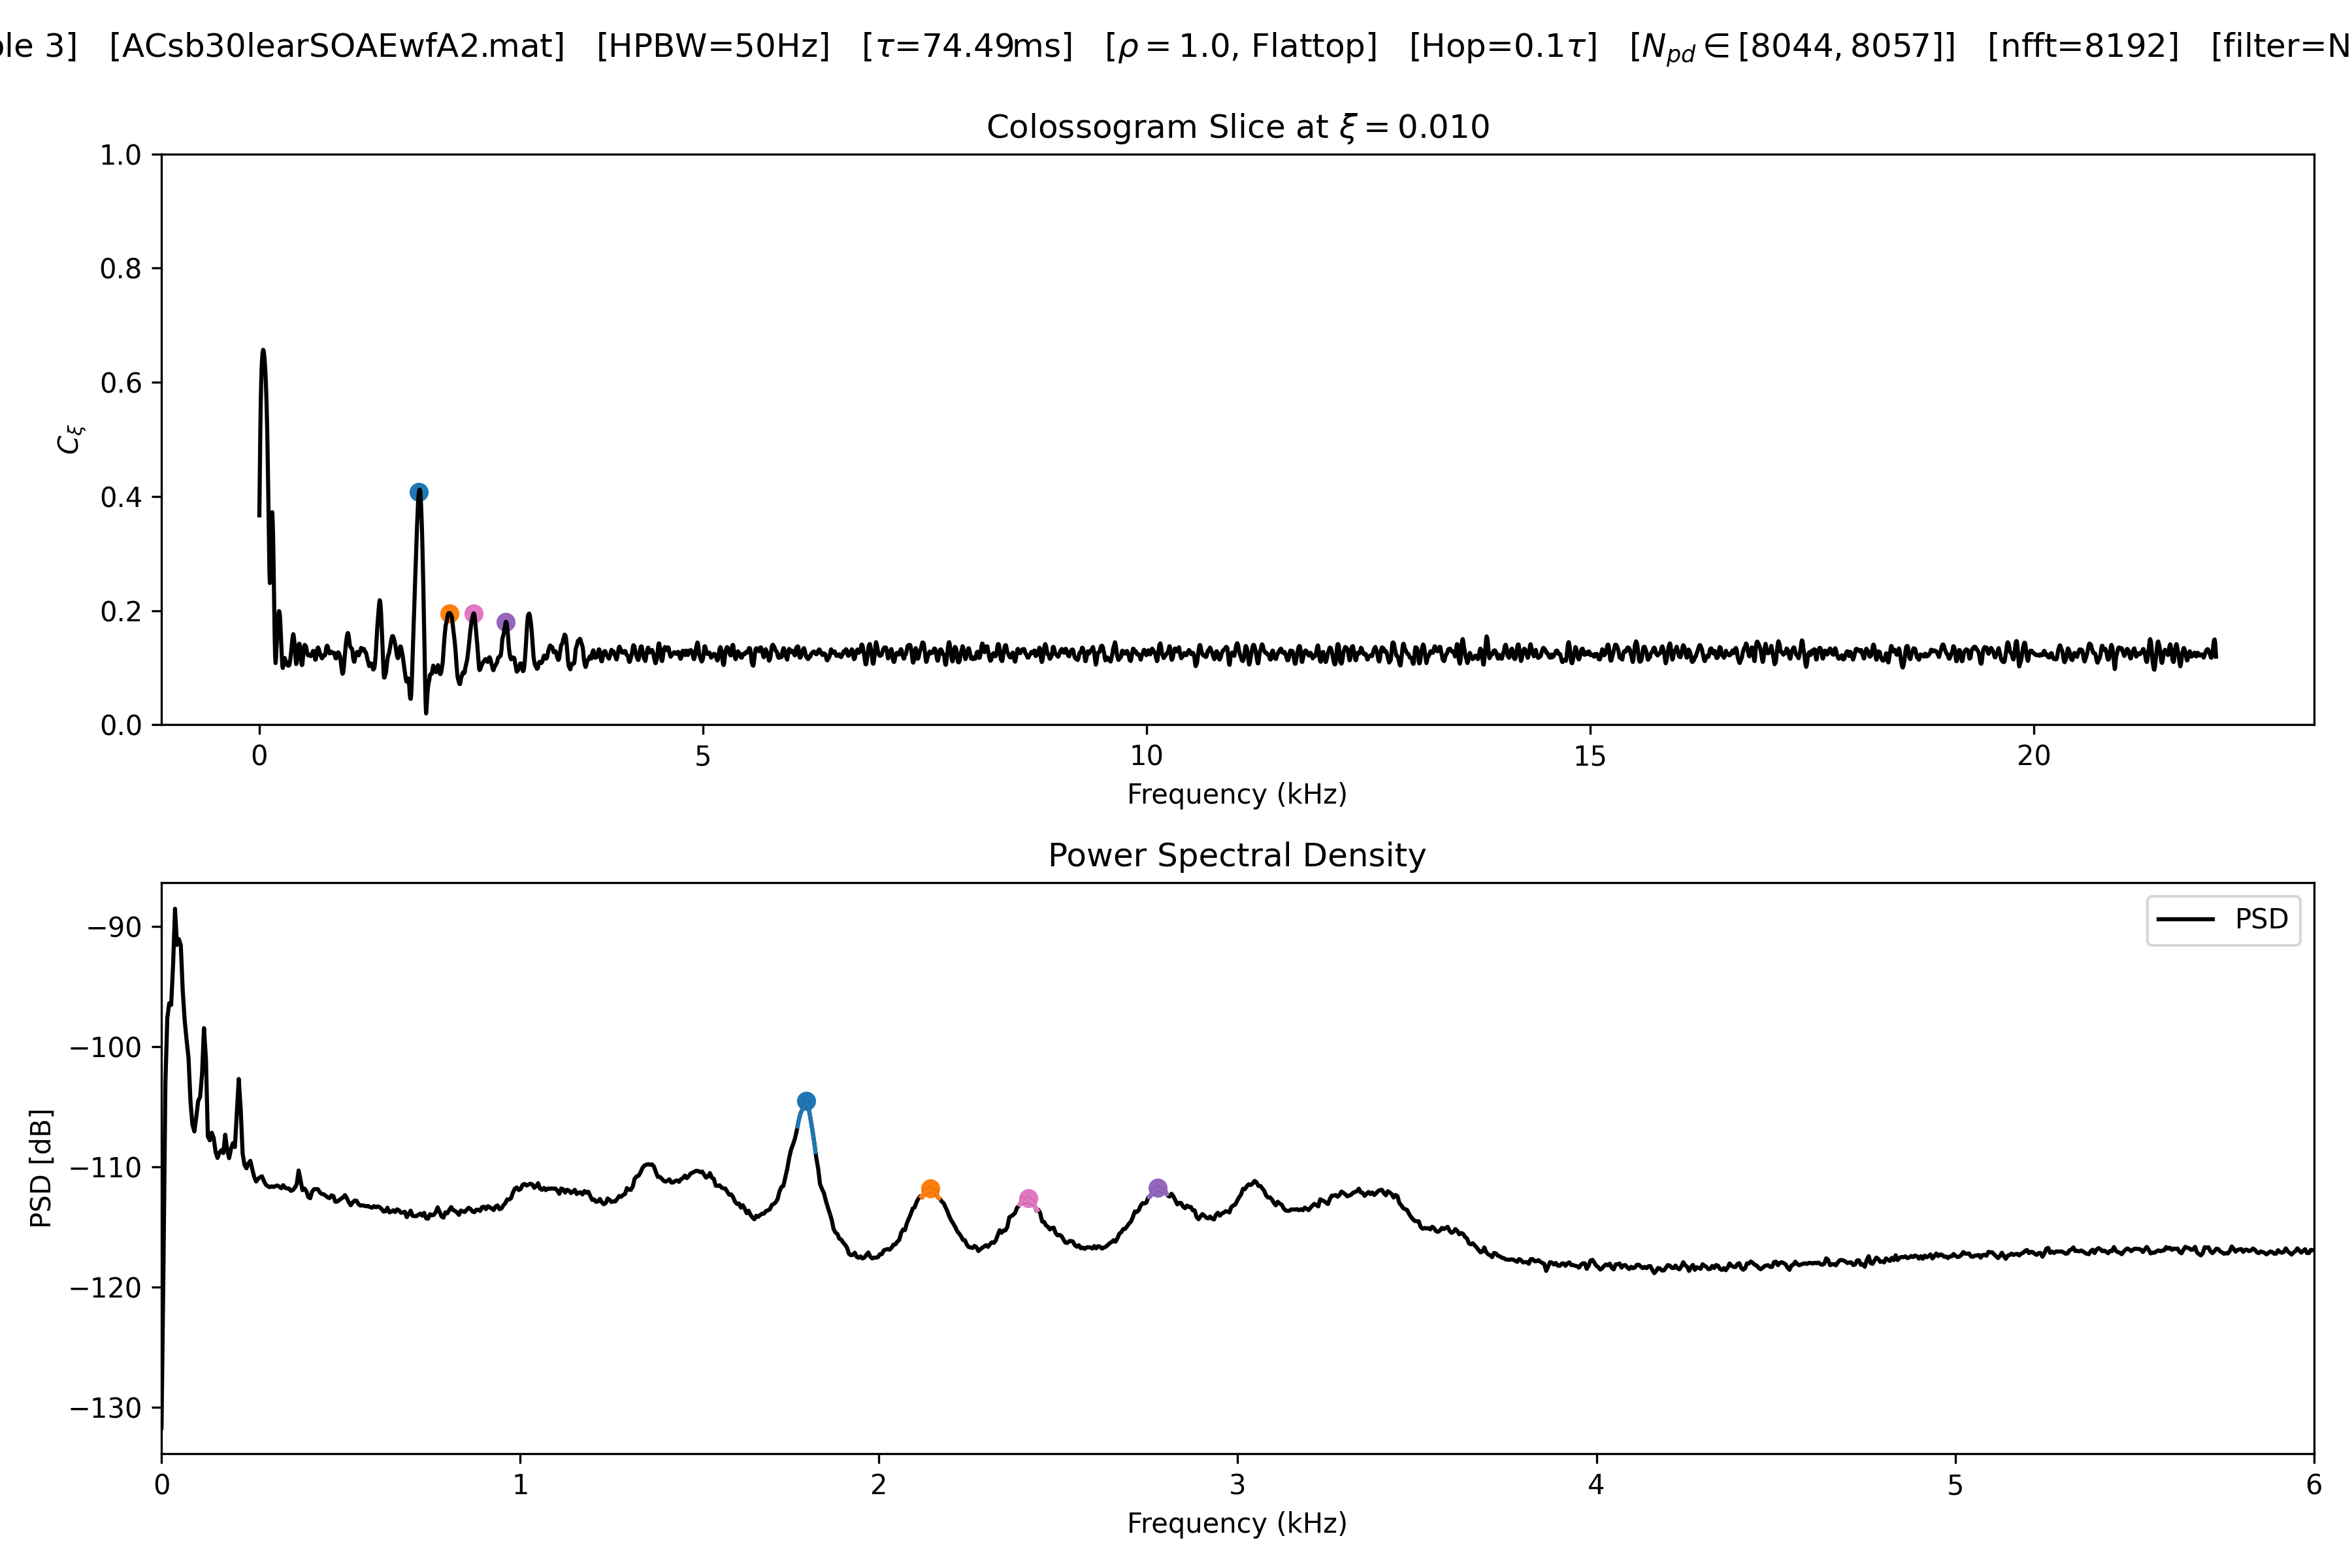 3] [ACsb30learSOAEwfA2.mat] [HPBW=50Hz] [τ=74.49ms] [ρ = 1.0, Flattop] [Hop=0.1τ] [N_pd ∈ [8044, 8057]] [nfft=8192] [filter=N
Colossogram Slice at ξ = 0.010
1.0
0.8
0.6
0.4
0.2
0.0
C_ξ
0 5 10 15 20
Frequency (kHz)
Power Spectral Density
PSD
−90
−100
−110
−120
−130
PSD [dB]
0 1 2 3 4 5 6
Frequency (kHz)